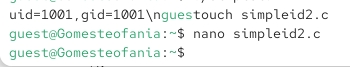 uid=1001,gid=1001\nguestouch simpleid2.c
guest@Gomesteofania:~$ nano simpleid2.c
guest@Gomesteofania:~$